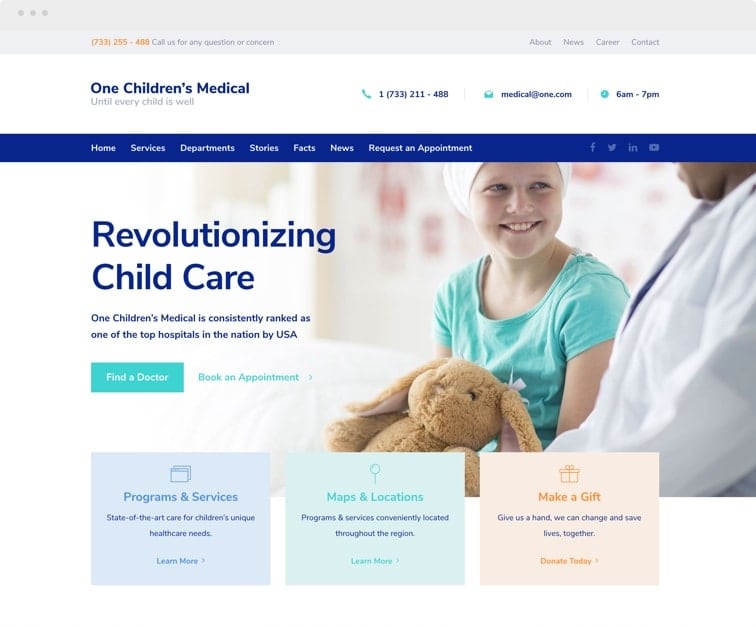 (733) 255 - 488 Call us for any question or concern
About News Career Contact
One Children's Medical
Until every child is well
1 (733) 211 - 488
medical@one.com
6am - 7pm
Home Services Departments Stories Facts News Request an Appointment
Revolutionizing
Child Care
One Children's Medical is consistently ranked as
one of the top hospitals in the nation by USA
Find a Doctor
Book an Appointment >
Programs & Services
State-of-the-art care for children's unique
healthcare needs.
Learn More >
Maps & Locations
Programs & services conveniently located
throughout the region.
Learn More >
Make a Gift
Give us a hand, we can change and save
lives, together.
Donate Today >